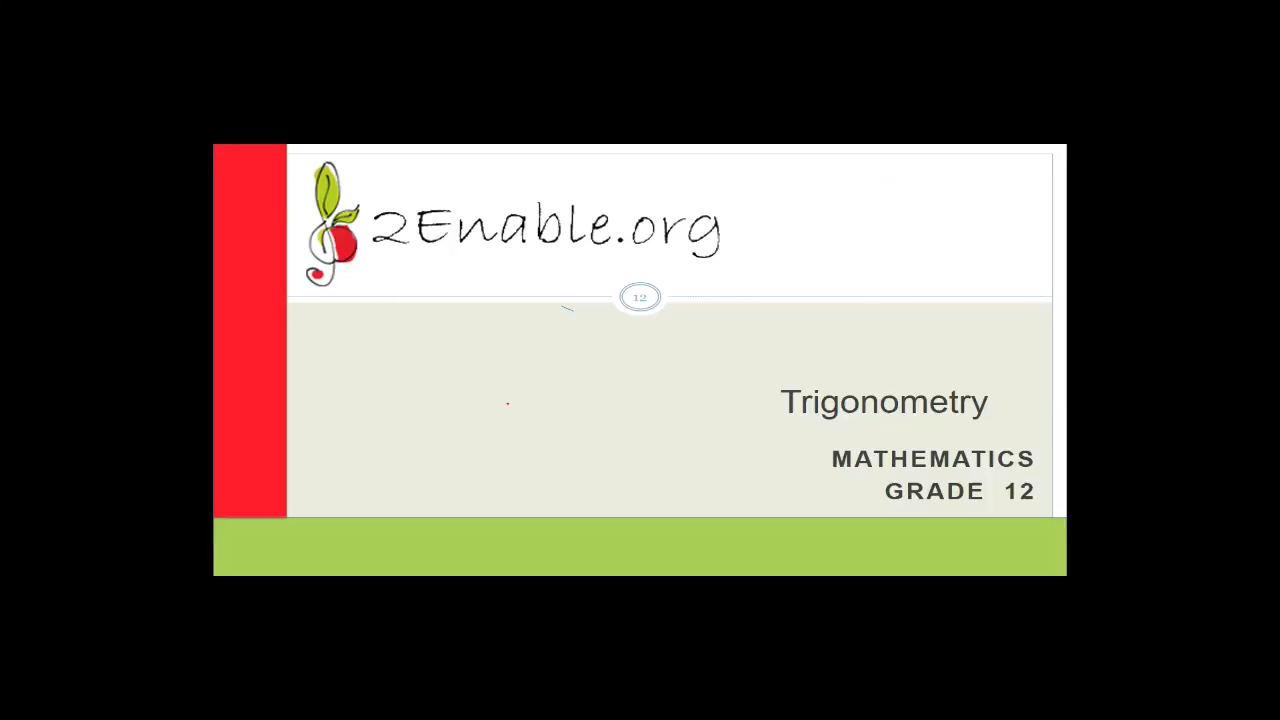 2Enable.org
12
Trigonometry
MATHEMATICS
GRADE 12